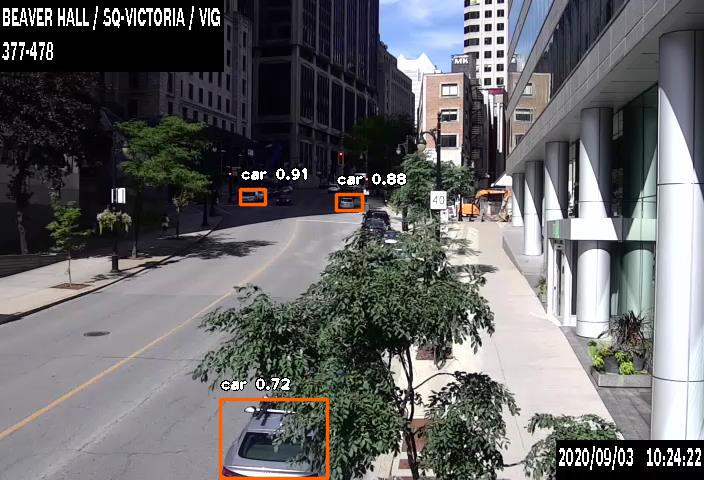 BEAVER HALL / SQ-VICTORIA / VIG
377-478
MK
car 0.91
car 0.88
40
car 0.72
2020/09/03 10:24:22